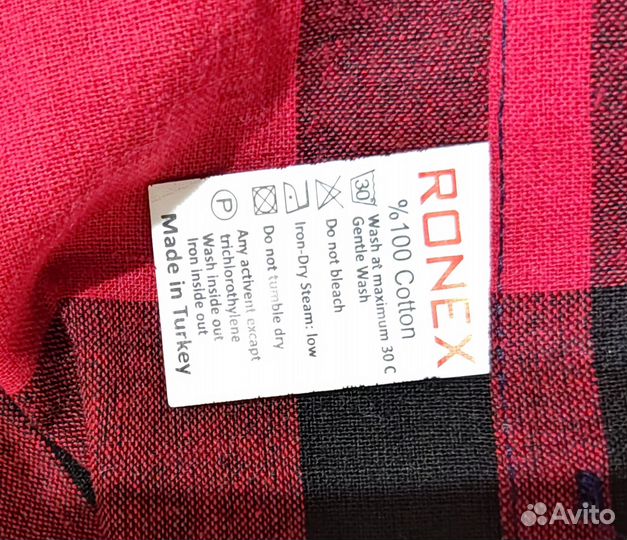 RONEX
%100 Cotton
30°
Wash at maximum 30 C
Gentle Wash
Do not bleach
Iron-Dry Steam: low
Do not tumble dry
P
Any activent excapt
trichlorothylene
Wash inside out
Iron inside out
Made in Turkey
Avito